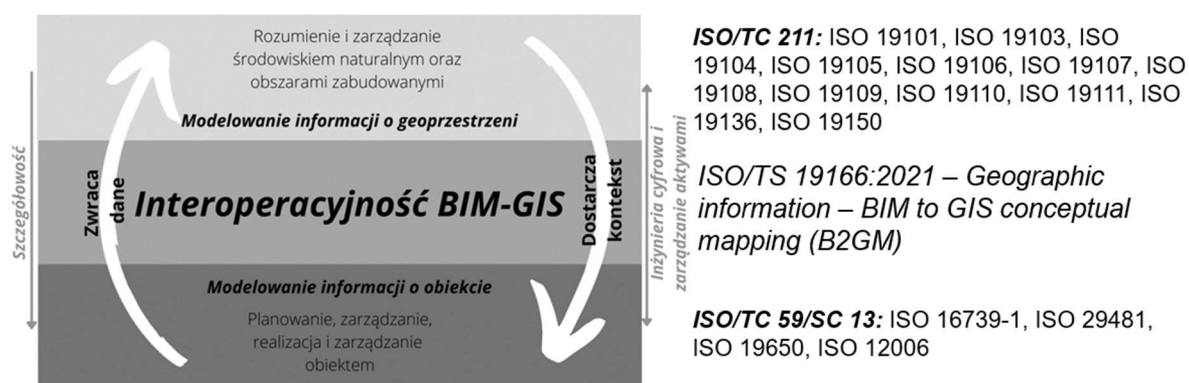 Rozumienie i zarządzanie
środowiskiem naturalnym oraz
obszarami zabudowanymi
Modelowanie informacji o geoprzestrzeni
Szczegółowość
Zwraca
dane
Interoperacyjność BIM-GIS
Dostarcza
kontekst
Inżynieria cyfrowa i
zarządzanie aktywami
Modelowanie informacji o obiekcie
Planowanie, zarządzanie,
realizacja i zarządzanie
obiektem
ISO/TC 211: ISO 19101, ISO 19103, ISO
19104, ISO 19105, ISO 19106, ISO 19107, ISO
19108, ISO 19109, ISO 19110, ISO 19111, ISO
19136, ISO 19150
ISO/TS 19166:2021 – Geographic
information – BIM to GIS conceptual
mapping (B2GM)
ISO/TC 59/SC 13: ISO 16739-1, ISO 29481,
ISO 19650, ISO 12006